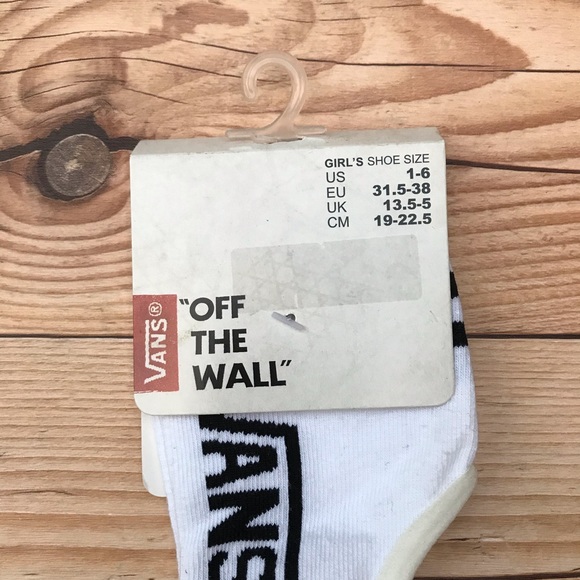 GIRL'S SHOE SIZE
US 1-6
EU 31.5-38
UK 13.5-5
CM 19-22.5
VANS®
"OFF
THE
WALL"
VANS